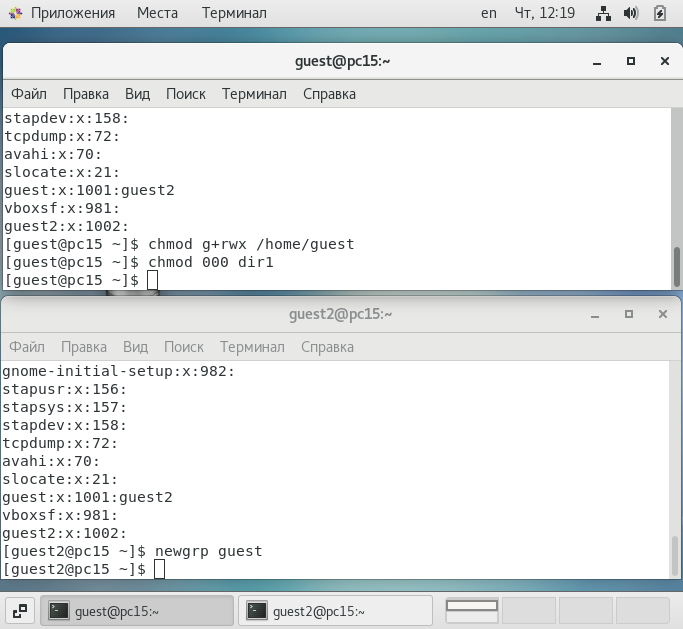 Приложения Места Терминал en Чт, 12:19
guest@pc15:~
Файл Правка Вид Поиск Терминал Справка
stapdev:x:158:
tcpdump:x:72:
avahi:x:70:
slocate:x:21:
guest:x:1001:guest2
vboxsf:x:981:
guest2:x:1002:
[guest@pc15 ~]$ chmod g+rwx /home/guest
[guest@pc15 ~]$ chmod 000 dir1
[guest@pc15 ~]$
guest2@pc15:~
Файл Правка Вид Поиск Терминал Справка
gnome-initial-setup:x:982:
stapusr:x:156:
stapsys:x:157:
stapdev:x:158:
tcpdump:x:72:
avahi:x:70:
slocate:x:21:
guest:x:1001:guest2
vboxsf:x:981:
guest2:x:1002:
[guest2@pc15 ~]$ newgrp guest
[guest2@pc15 ~]$
guest@pc15:~ guest2@pc15:~